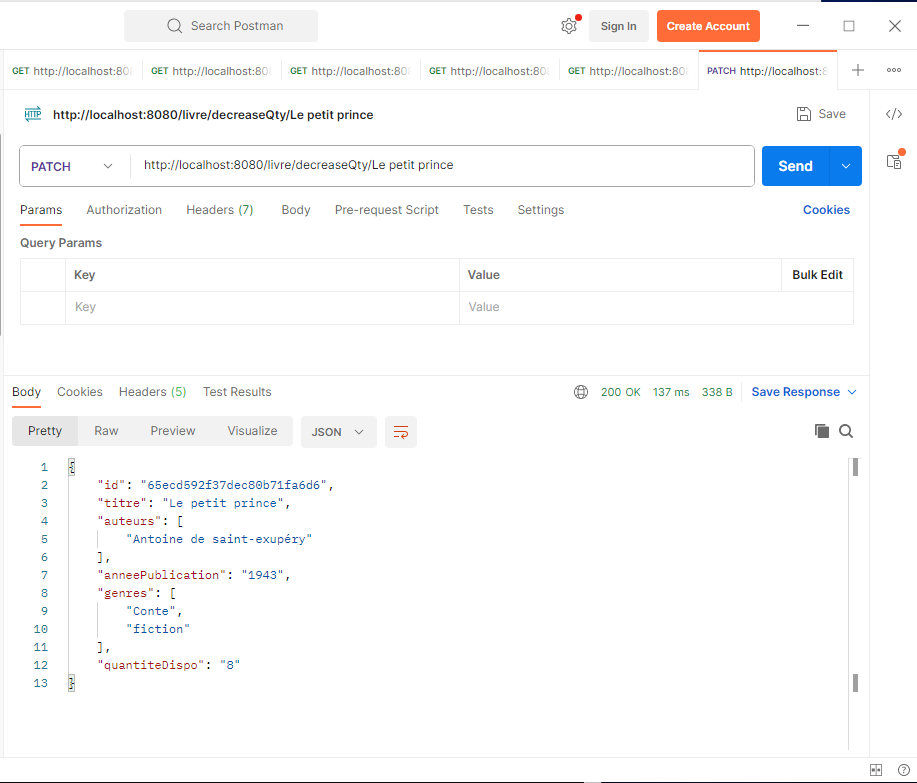 Search Postman
Sign In
Create Account
GET http://localhost:80
GET http://localhost:80
GET http://localhost:80
GET http://localhost:80
GET http://localhost:80
PATCH http://localhost:8
HTTP http://localhost:8080/livre/decreaseQty/Le petit prince
Save
</>
PATCH http://localhost:8080/livre/decreaseQty/Le petit prince
Send
Params Authorization Headers (7) Body Pre-request Script Tests Settings Cookies
Query Params
Key Value Bulk Edit
Key Value
Body Cookies Headers (5) Test Results 200 OK 137 ms 338 B Save Response
Pretty Raw Preview Visualize JSON
1 {
2 "id": "65ecd592f37dec80b71fa6d6",
3 "titre": "Le petit prince",
4 "auteurs": [
5 "Antoine de saint-exupéry"
6 ],
7 "anneePublication": "1943",
8 "genres": [
9 "Conte",
10 "fiction"
11 ],
12 "quantiteDispo": "8"
13 }